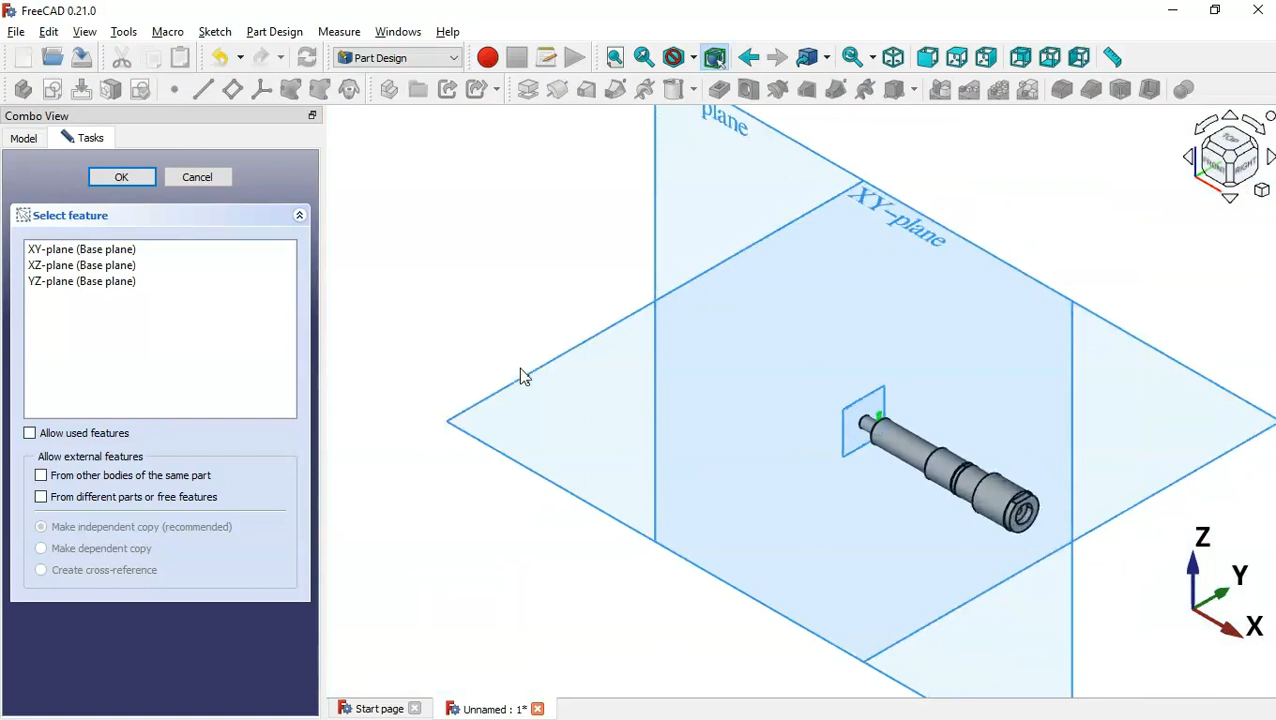 FreeCAD 0.21.0
File Edit View Tools Macro Sketch Part Design Measure Windows Help
Part Design
Combo View
Model Tasks
OK Cancel
Select feature
XY-plane (Base plane)
XZ-plane (Base plane)
YZ-plane (Base plane)
Allow used features
Allow external features
From other bodies of the same part
From different parts or free features
Make independent copy (recommended)
Make dependent copy
Create cross-reference
plane
XY-plane
TOP
FRONT
RIGHT
Z
Y
X
Start page Unnamed : 1*